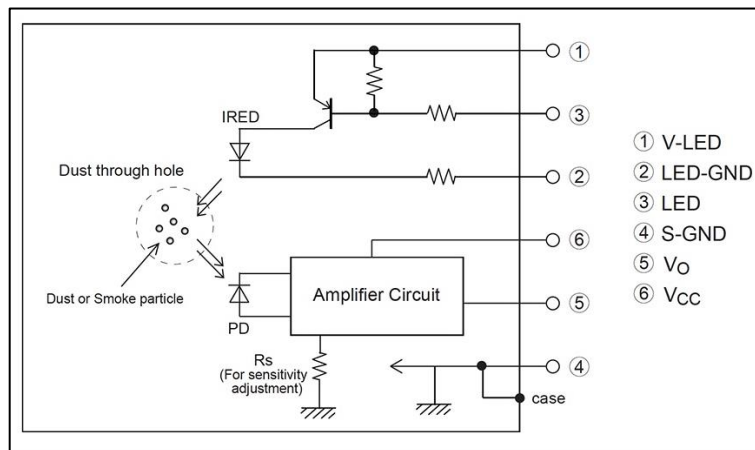 ①
IRED
③
Dust through hole
②
⑥
Dust or Smoke particle
PD
Amplifier Circuit
⑤
Rs
(For sensitivity
adjustment)
④
case
① V-LED
② LED-GND
③ LED
④ S-GND
⑤ VO
⑥ VCC